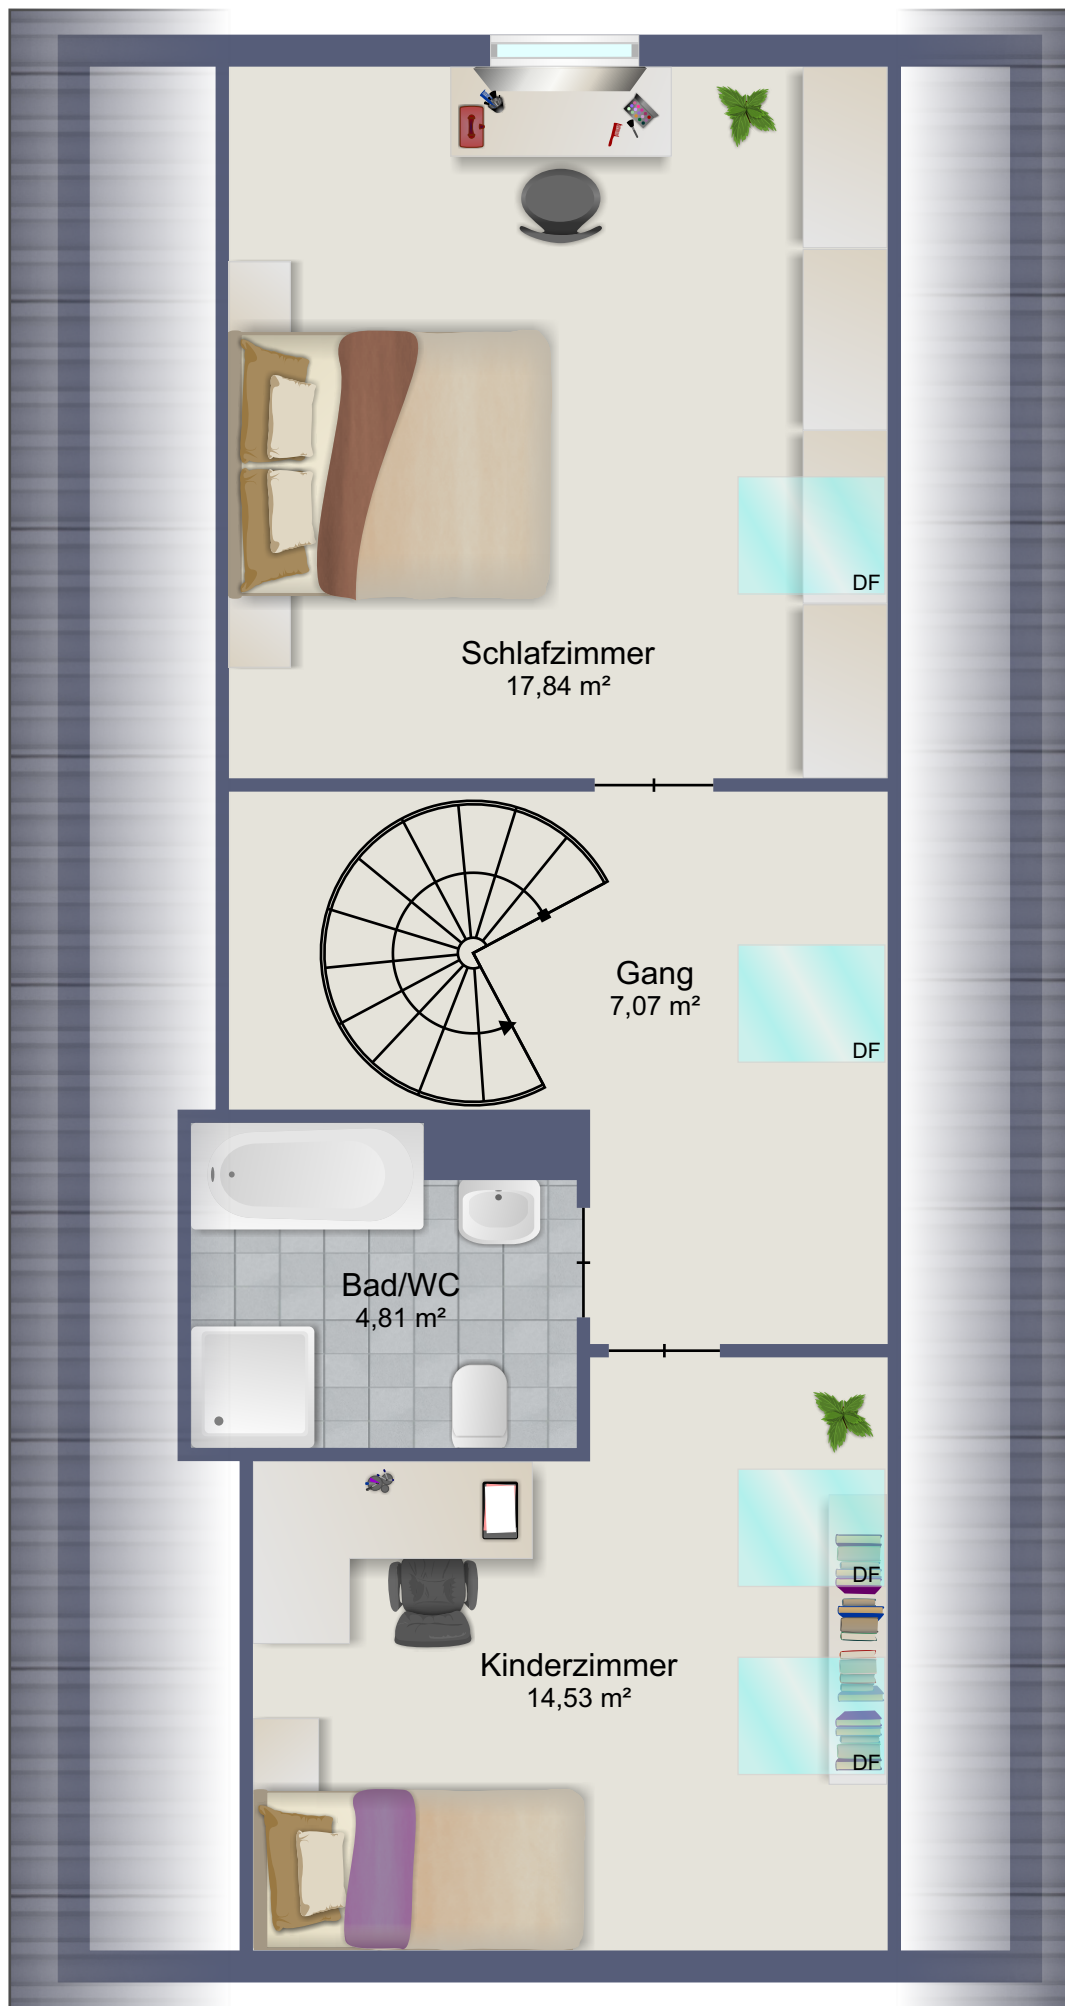 DF
Schlafzimmer
17,84 m²
Gang
7,07 m²
DF
Bad/WC
4,81 m²
DF
Kinderzimmer
14,53 m²
DF